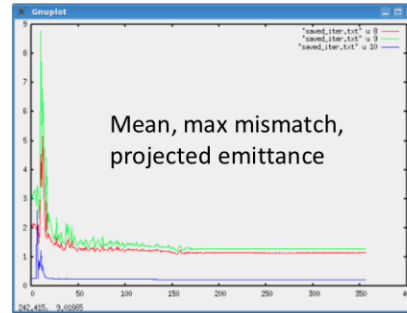 Gnuplot
"saved_iter.txt" u 8
"saved_iter.txt" u 9
"saved_iter.txt" u 10
9
8
7
6
5
4
3
2
1
0
Mean, max mismatch,
projected emittance
0 50 100 150 200 250 300 350
242.415, 9.01665